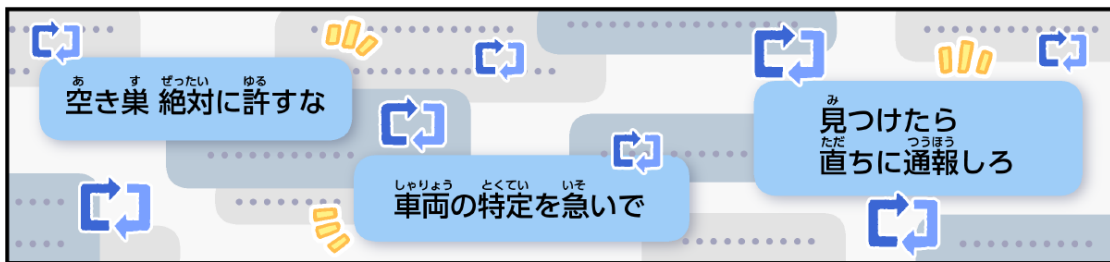 空き巣 絶対に許すな
車両の特定を急いで
見つけたら
直ちに通報しろ